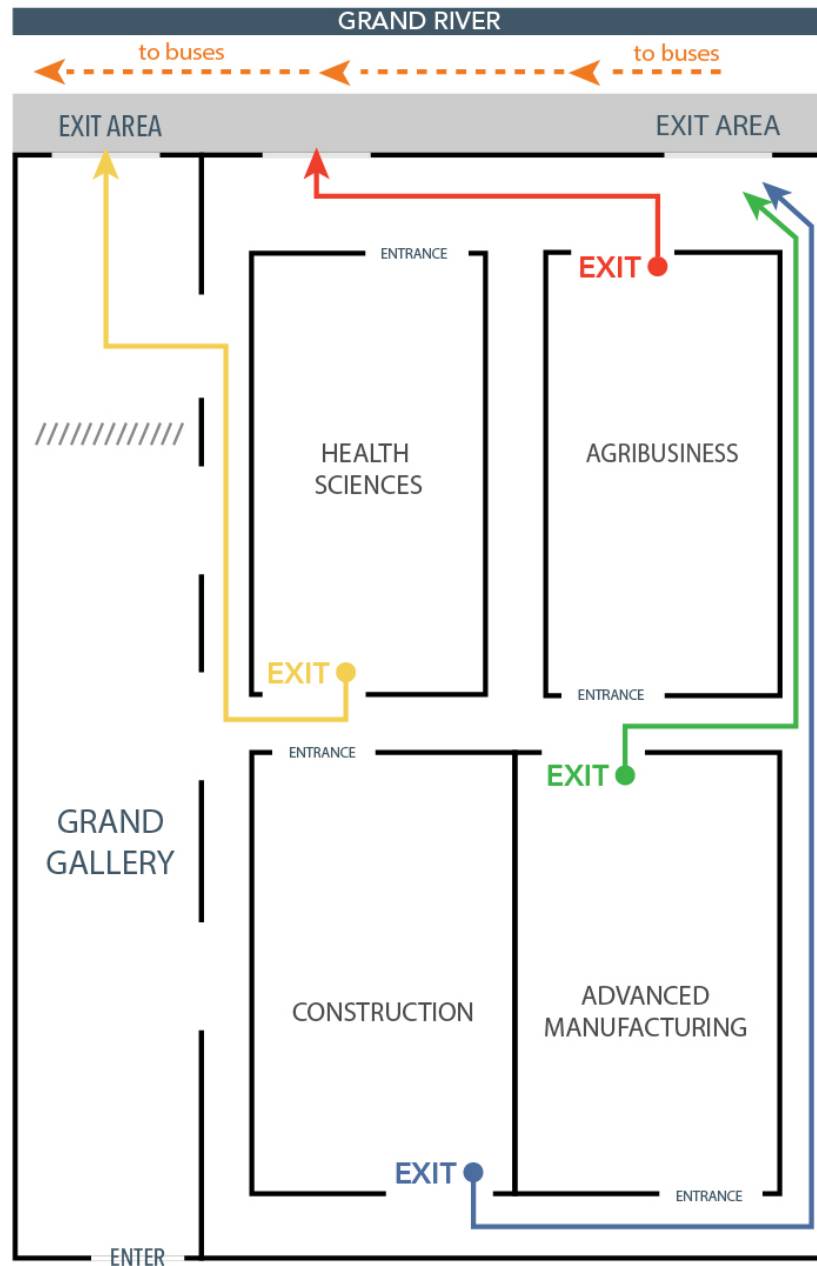 GRAND RIVER
to buses
to buses
EXIT AREA
EXIT AREA
ENTRANCE
EXIT
HEALTH
SCIENCES
AGRIBUSINESS
EXIT
ENTRANCE
ENTRANCE
EXIT
GRAND
GALLERY
CONSTRUCTION
ADVANCED
MANUFACTURING
EXIT
ENTRANCE
ENTER